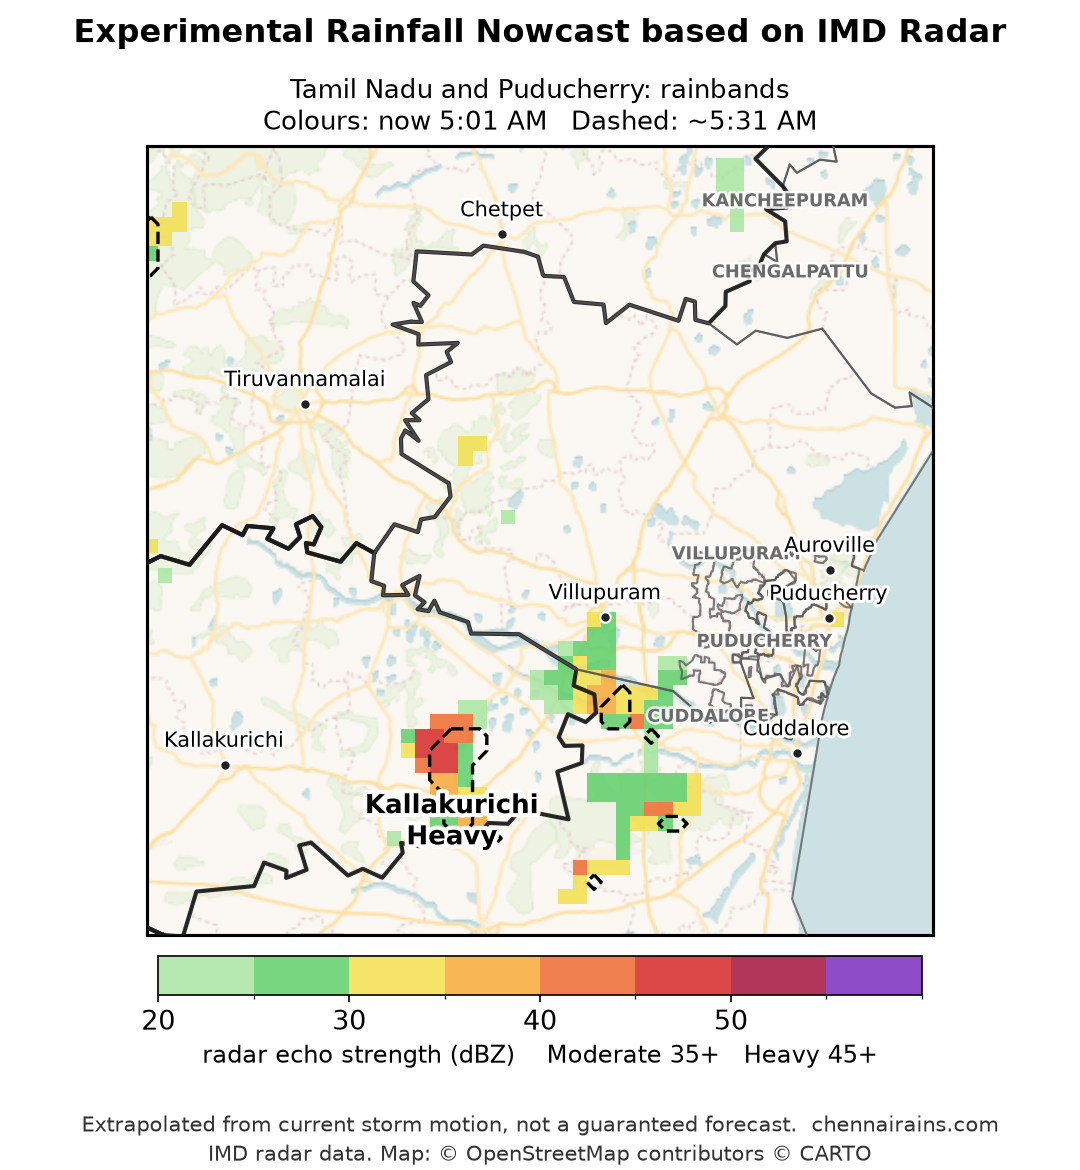 Experimental Rainfall Nowcast based on IMD Radar
Tamil Nadu and Puducherry: rainbands
Colours: now 5:01 AM   Dashed: ~5:31 AM
KANCHEEPURAM
Chetpet
CHENGALPATTU
Tiruvannamalai
Auroville
VILLUPURAM
Villupuram
Puducherry
PUDUCHERRY
CUDDALORE
Cuddalore
Kallakurichi
Kallakurichi
Heavy
20 30 40 50
radar echo strength (dBZ)    Moderate 35+   Heavy 45+
Extrapolated from current storm motion, not a guaranteed forecast.  chennairains.com
IMD radar data. Map: © OpenStreetMap contributors © CARTO